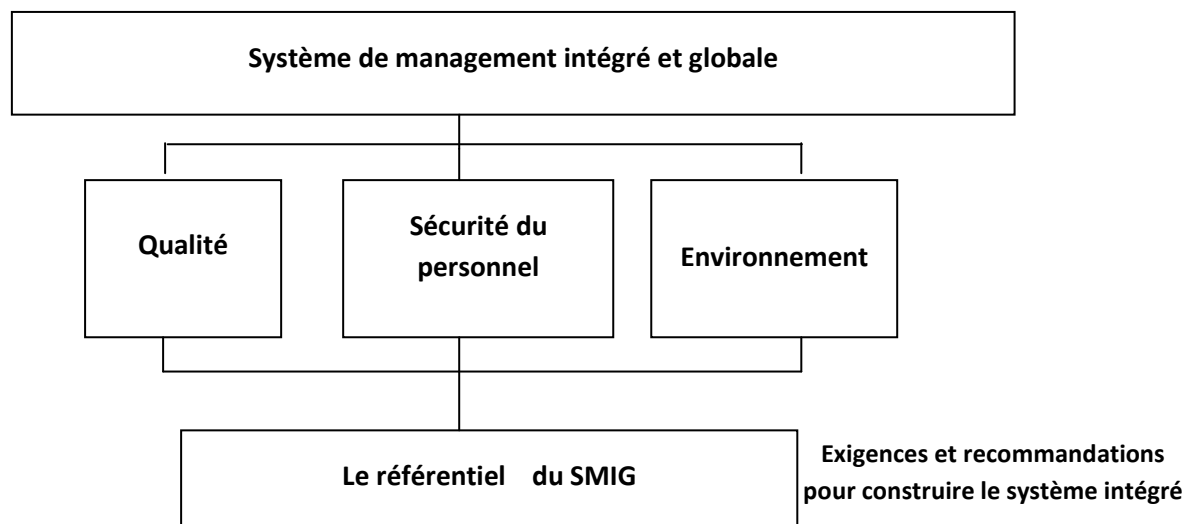 Système de management intégré et globale
Qualité
Sécurité du
personnel
Environnement
Le référentiel du SMIG
Exigences et recommandations
pour construire le système intégré